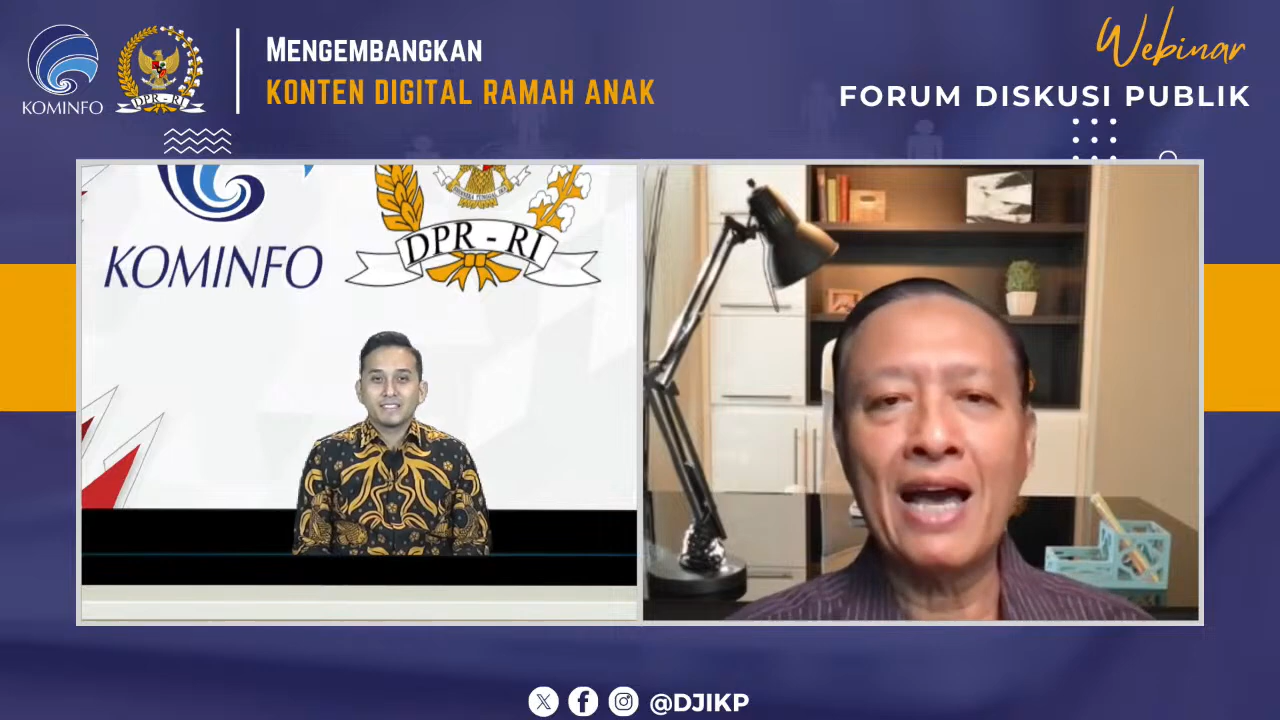 KOMINFO
DPR-RI
MENGEMBANGKAN
KONTEN DIGITAL RAMAH ANAK
Webinar
FORUM DISKUSI PUBLIK
KOMINFO
DPR - RI
@DJIKP